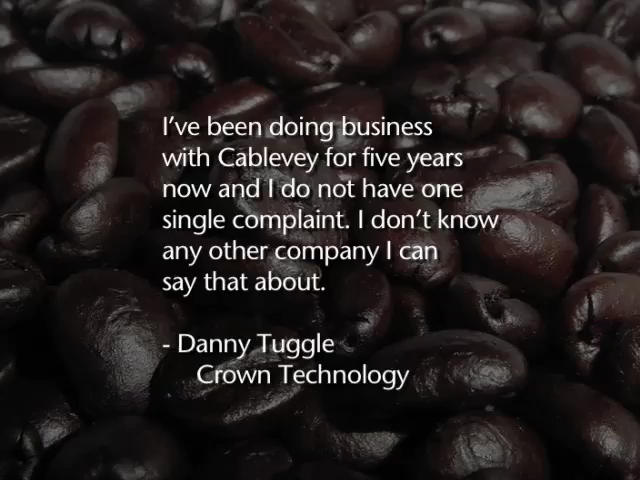 I've been doing business
with Cablevey for five years
now and I do not have one
single complaint. I don't know
any other company I can
say that about.
- Danny Tuggle
Crown Technology